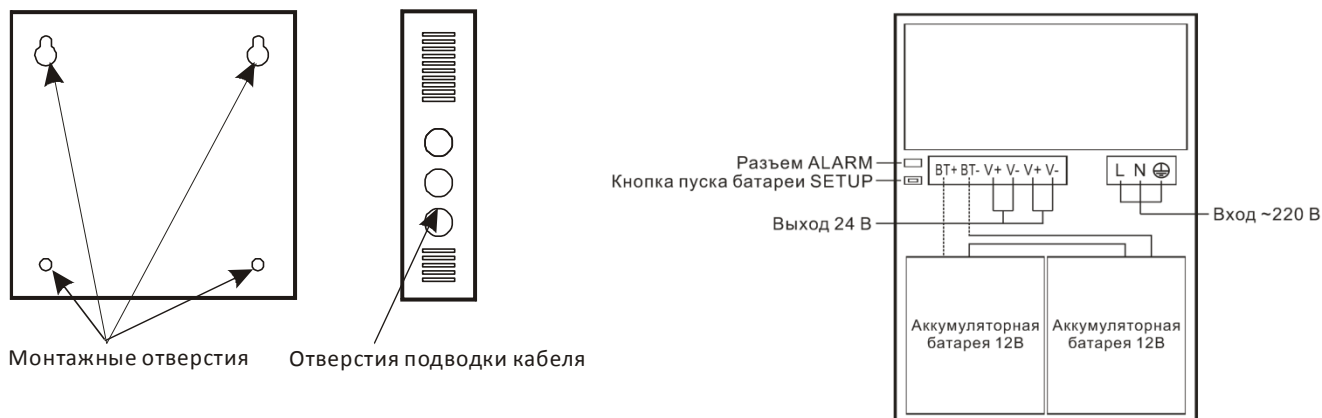 Монтажные отверстия
Отверстия подводки кабеля
Разъем ALARM
Кнопка пуска батареи SETUP
BT+ BT- V+ V- V+ V-
L N
Выход 24 В
Вход ~220 В
Аккумуляторная
батарея 12В
Аккумуляторная
батарея 12В